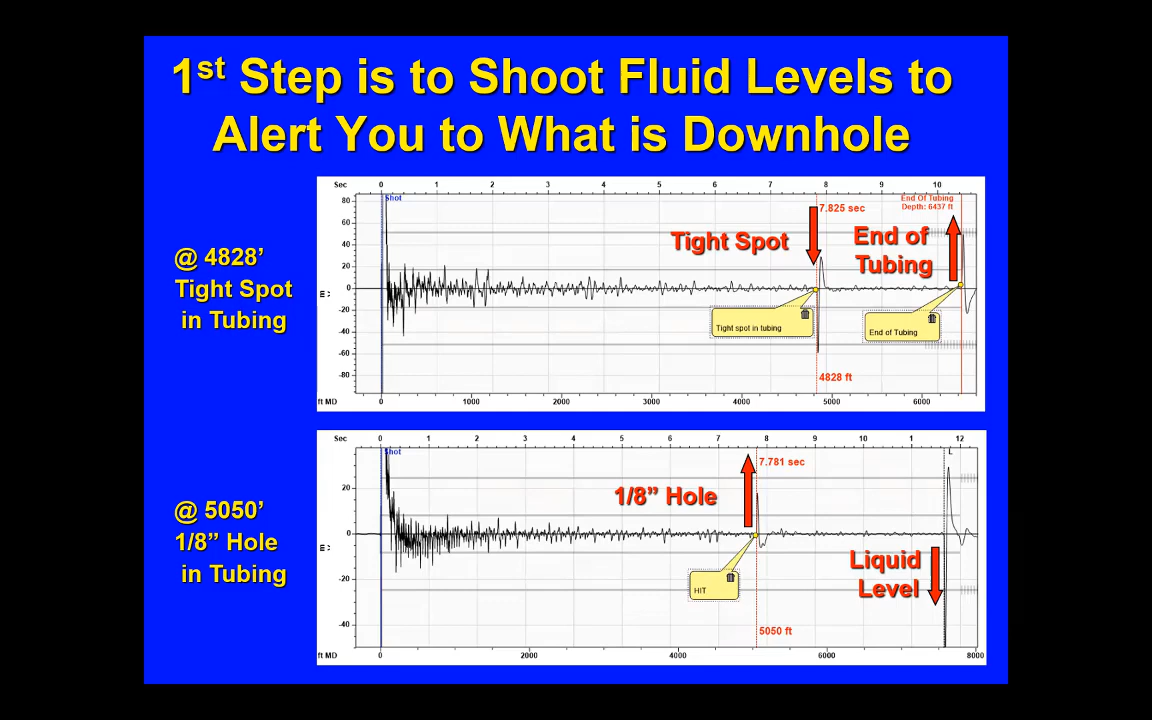 1st Step is to Shoot Fluid Levels to
Alert You to What is Downhole
@ 4828’
Tight Spot
in Tubing
Sec 0 1 2 3 4 5 6 7 8 9 10
Shot
7.825 sec
End Of Tubing
Depth: 6437 ft
Tight Spot
End of
Tubing
80
60
40
20
0
-20
-40
-60
-80
Tight spot in tubing
End of Tubing
4828 ft
ft MD 0 1000 2000 3000 4000 5000 6000
@ 5050’
1/8” Hole
in Tubing
Sec 0 1 2 3 4 5 6 7 8 9 10 1 12
Shot
L
7.781 sec
1/8” Hole
20
0
-20
-40
HIT
Liquid
Level
5050 ft
ft MD 0 2000 4000 6000 8000